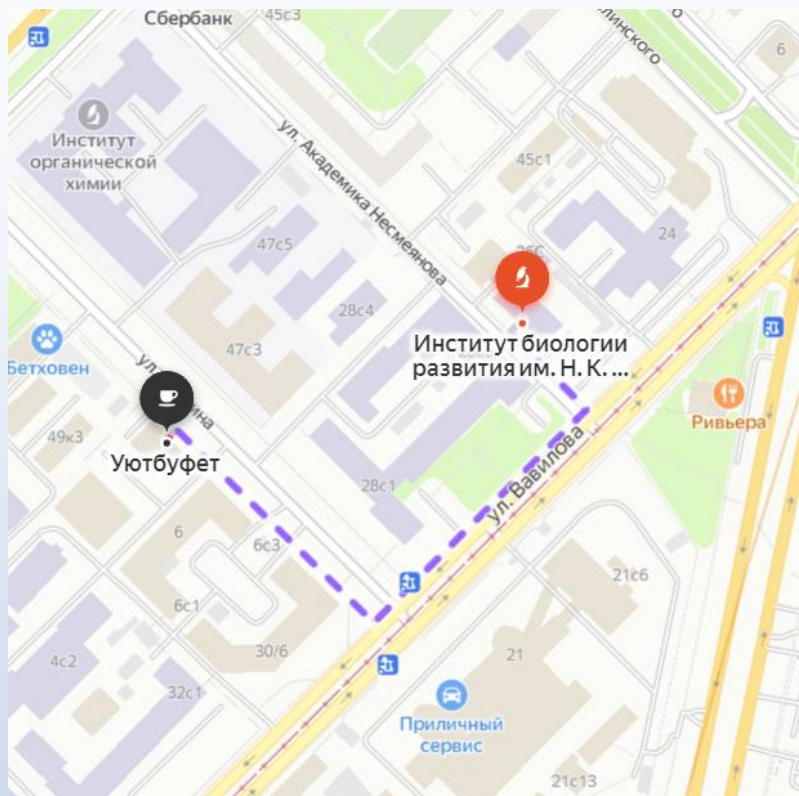 Сбербанк
45с3
линского
6
Институт
органической
химии
ул. Академика Несмеянова
45с1
24
47с5
28с4
47с3
Институт биологии
развития им. Н. К. ...
Бетховен
Ривьера
49к3
Уютбуфет
28с1
ул. Вавилова
6
6с3
21с6
6с1
30/6
21
4с2
32с1
Приличный
сервис
21с13